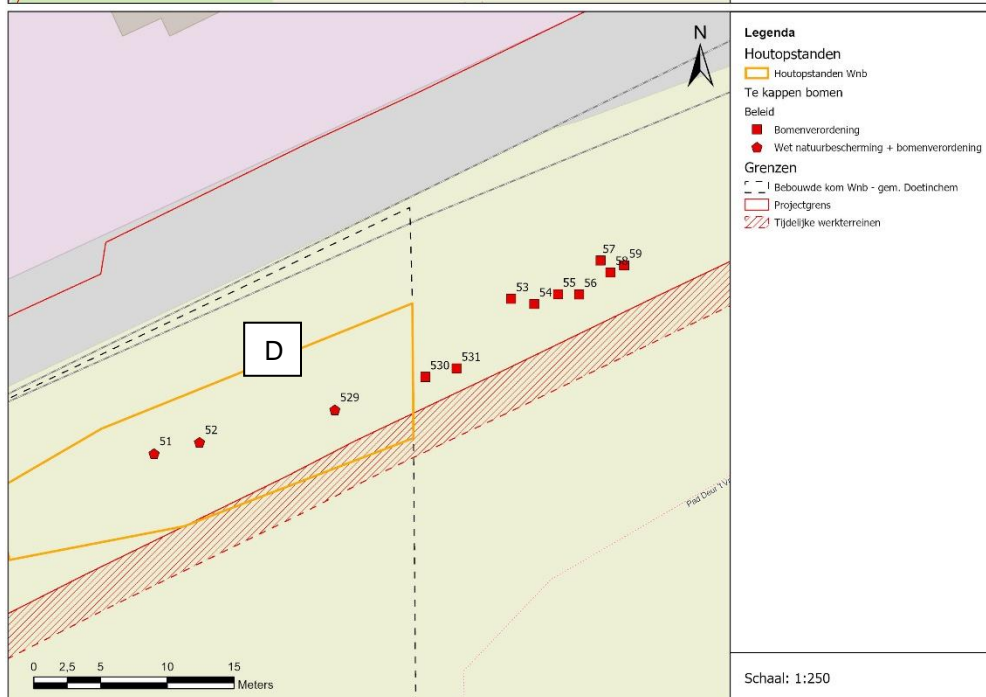 N
D
51
52
529
530
531
53
54
55
56
57
58
59
Pad Deur 't V
0 2,5 5 10 15
Meters
Legenda
Houtopstanden
Houtopstanden Wnb
Te kappen bomen
Beleid
Bomenverordening
Wet natuurbescherming + bomenverordening
Grenzen
Bebouwde kom Wnb - gem. Doetinchem
Projectgrens
Tijdelijke werkterreinen
Schaal: 1:250